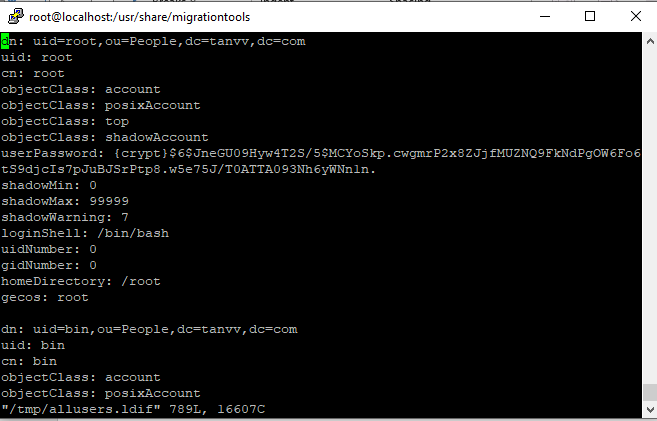 root@localhost:/usr/share/migrationtools
dn: uid=root,ou=People,dc=tanvv,dc=com
uid: root
cn: root
objectClass: account
objectClass: posixAccount
objectClass: top
objectClass: shadowAccount
userPassword: {crypt}$6$JneGU09Hyw4T2S/5$MCYoSkp.cwgmrP2x8ZJjfMUZNQ9FkNdPgOW6Fo6
tS9djcIs7pJuBJSrPtp8.w5e75J/T0ATTA093Nh6yWNn1n.
shadowMin: 0
shadowMax: 99999
shadowWarning: 7
loginShell: /bin/bash
uidNumber: 0
gidNumber: 0
homeDirectory: /root
gecos: root
dn: uid=bin,ou=People,dc=tanvv,dc=com
uid: bin
cn: bin
objectClass: account
objectClass: posixAccount
"/tmp/allusers.ldif" 789L, 16607C